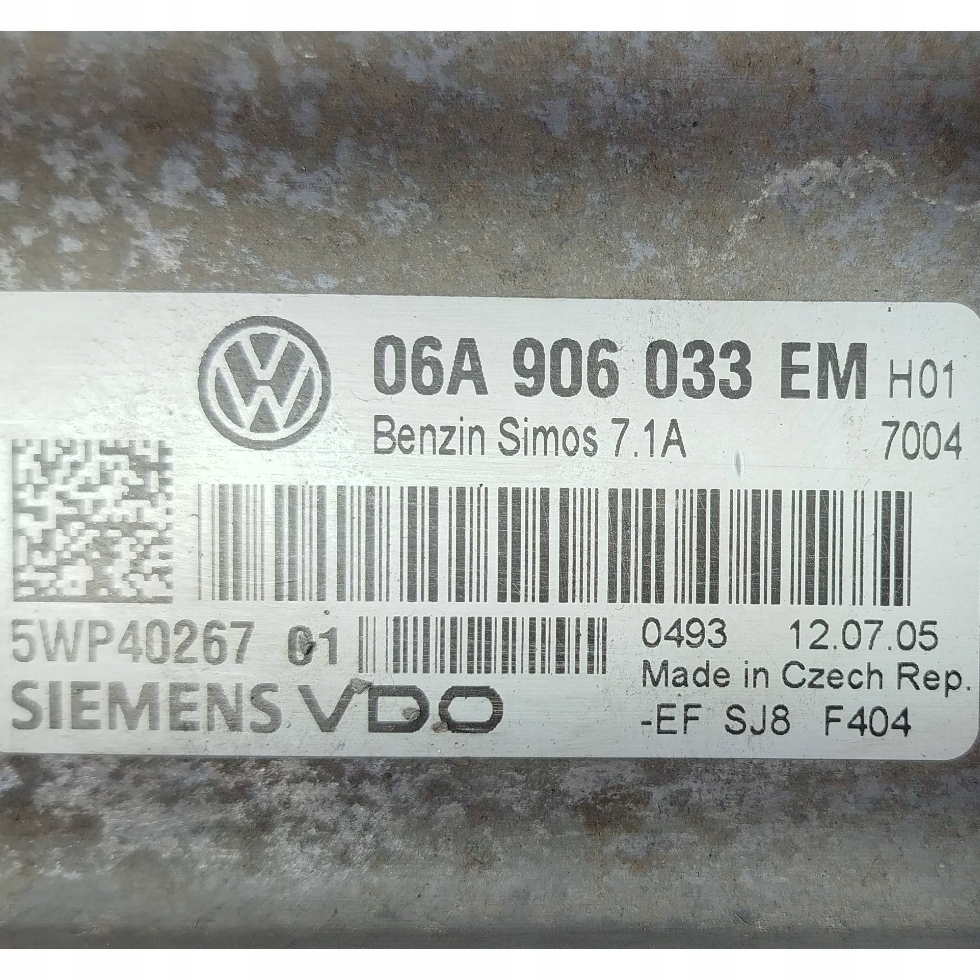 06A 906 033 EM H01
Benzin Simos 7.1A 7004
5WP40267 01 0493 12.07.05
Made in Czech Rep.
SIEMENS VDO -EF SJ8 F404